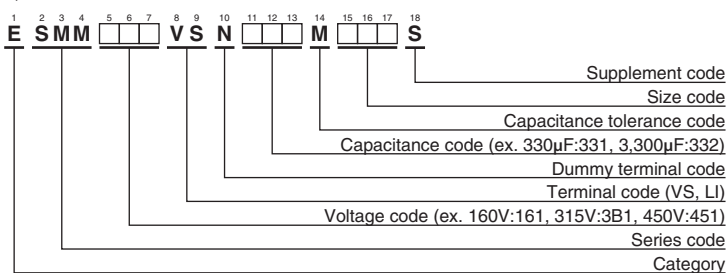 1 2 3 4 5 6 7 8 9 10 11 12 13 14 15 16 17 18
E SMM □□□ VS N □□□ M □□□ S
Supplement code
Size code
Capacitance tolerance code
Capacitance code (ex. 330µF:331, 3,300µF:332)
Dummy terminal code
Terminal code (VS, LI)
Voltage code (ex. 160V:161, 315V:3B1, 450V:451)
Series code
Category